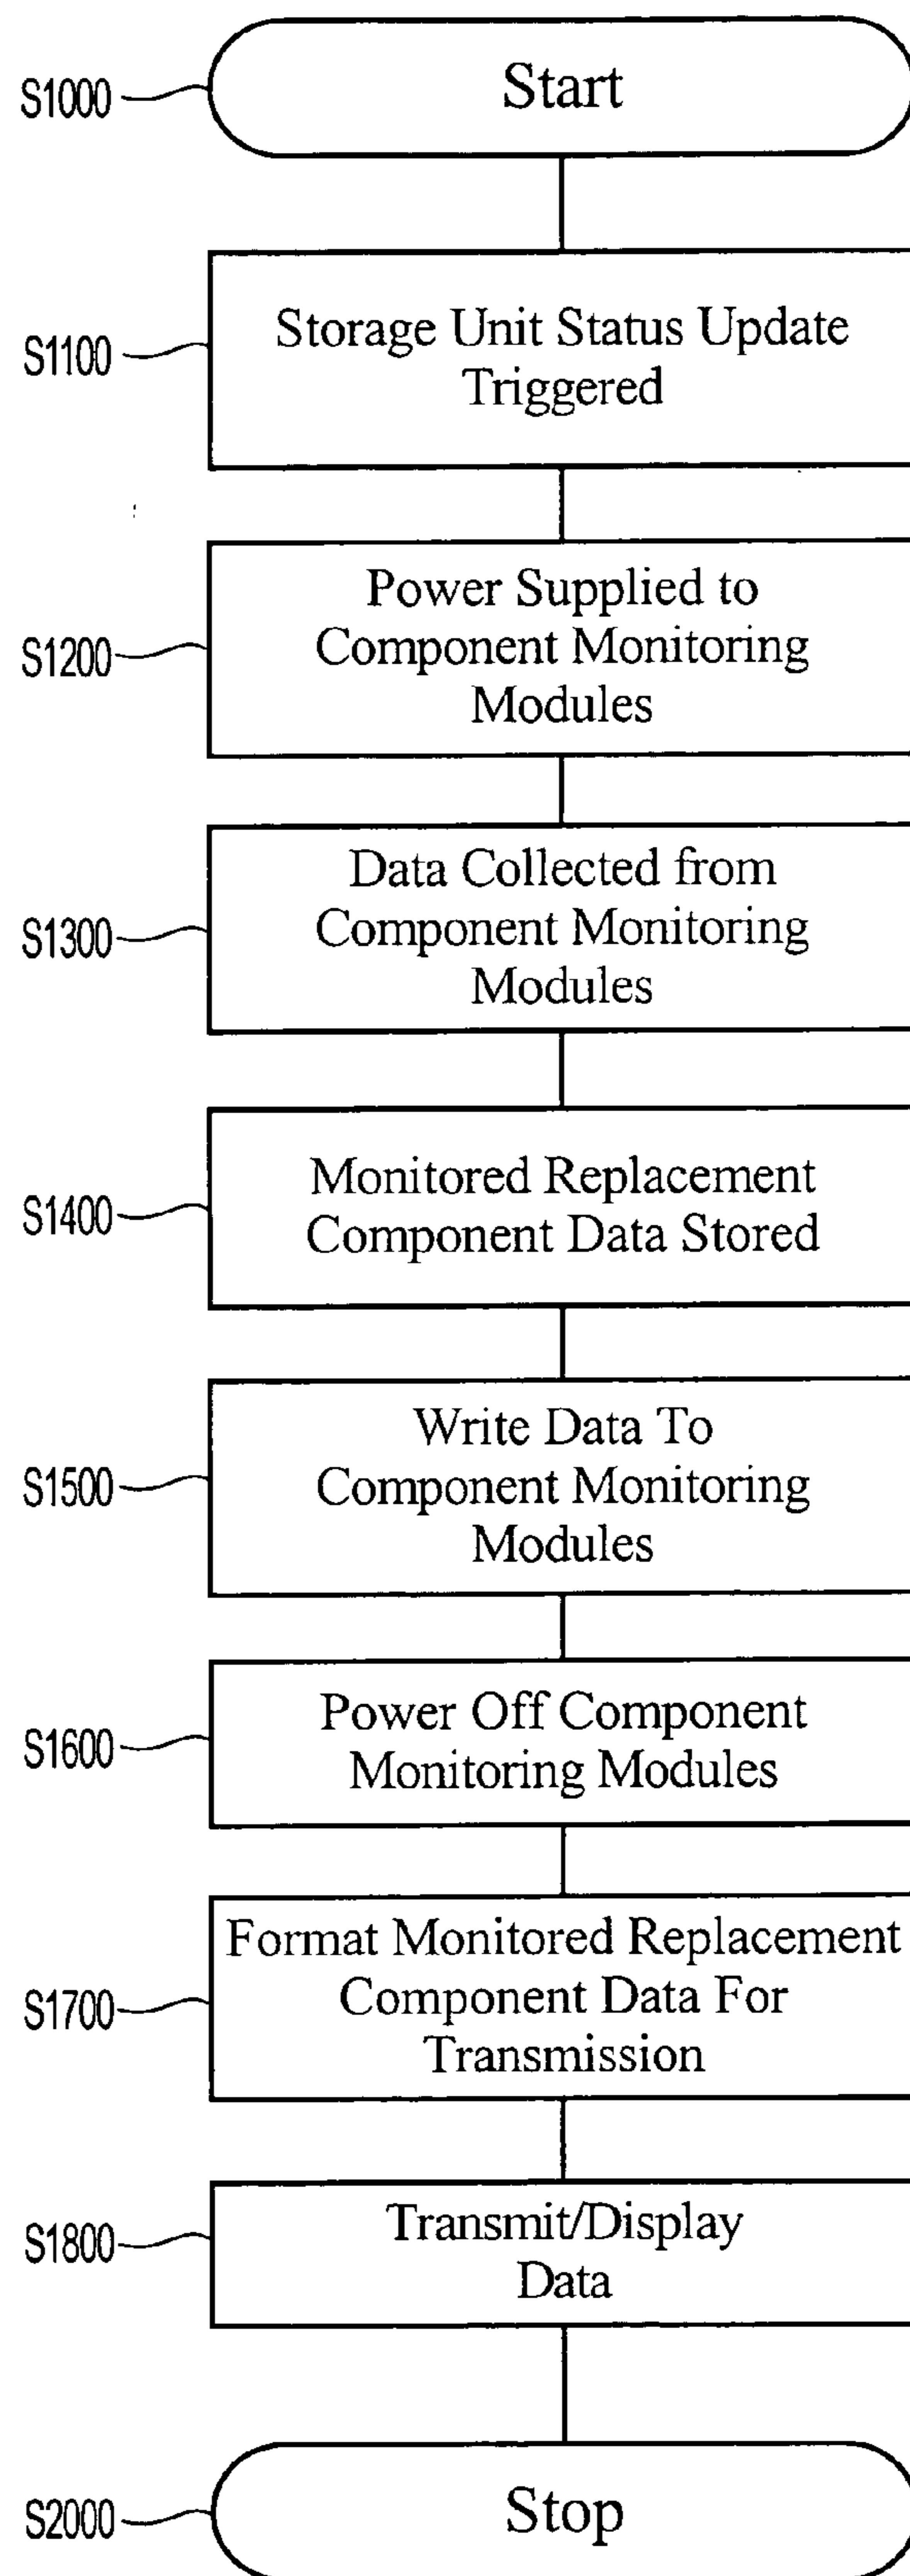 S1000
Start
S1100
Storage Unit Status Update
Triggered
S1200
Power Supplied to
Component Monitoring
Modules
S1300
Data Collected from
Component Monitoring
Modules
S1400
Monitored Replacement
Component Data Stored
S1500
Write Data To
Component Monitoring
Modules
S1600
Power Off Component
Monitoring Modules
S1700
Format Monitored Replacement
Component Data For
Transmission
S1800
Transmit/Display
Data
S2000
Stop